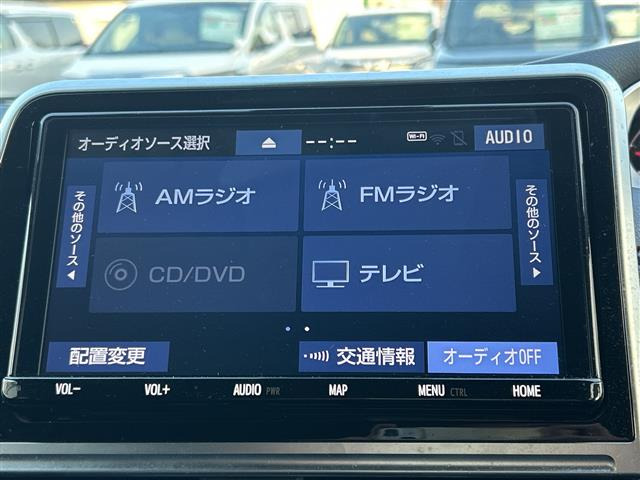 オーディオソース選択
--:--
Wi-Fi
AUDIO
その他のソース
AMラジオ
FMラジオ
その他のソース
CD/DVD
テレビ
配置変更
交通情報
オーディオOFF
VOL-
VOL+
AUDIO PWR
MAP
MENU CTRL
HOME